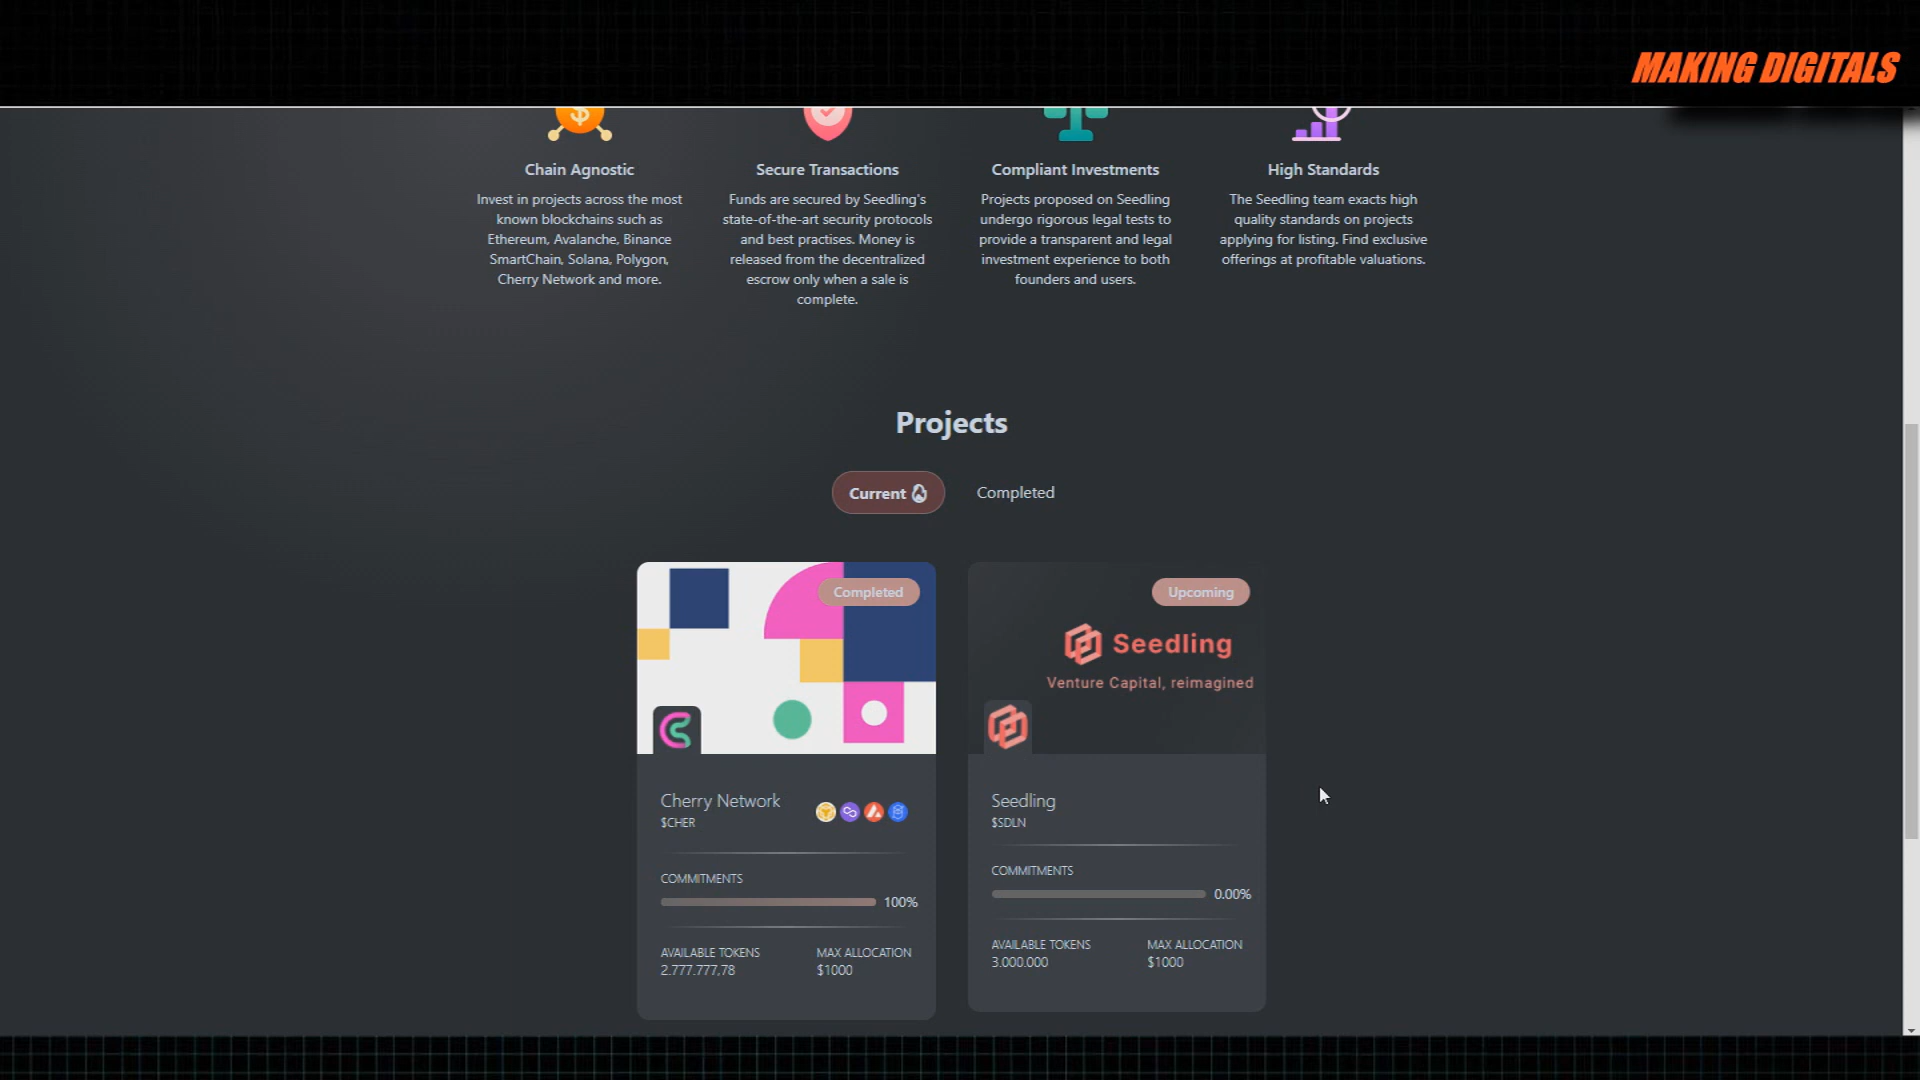 MAKING DIGITALS
Chain Agnostic
Invest in projects across the most
known blockchains such as
Ethereum, Avalanche, Binance
SmartChain, Solana, Polygon,
Cherry Network and more.
Secure Transactions
Funds are secured by Seedling's
state-of-the-art security protocols
and best practises. Money is
released from the decentralized
escrow only when a sale is
complete.
Compliant Investments
Projects proposed on Seedling
undergo rigorous legal tests to
provide a transparent and legal
investment experience to both
founders and users.
High Standards
The Seedling team exacts high
quality standards on projects
applying for listing. Find exclusive
offerings at profitable valuations.
Projects
Current
Completed
Completed
Cherry Network
$CHER
COMMITMENTS
100%
AVAILABLE TOKENS
2.777.777,78
MAX ALLOCATION
$1000
Upcoming
Seedling
Venture Capital, reimagined
Seedling
$SDLN
COMMITMENTS
0.00%
AVAILABLE TOKENS
3.000.000
MAX ALLOCATION
$1000